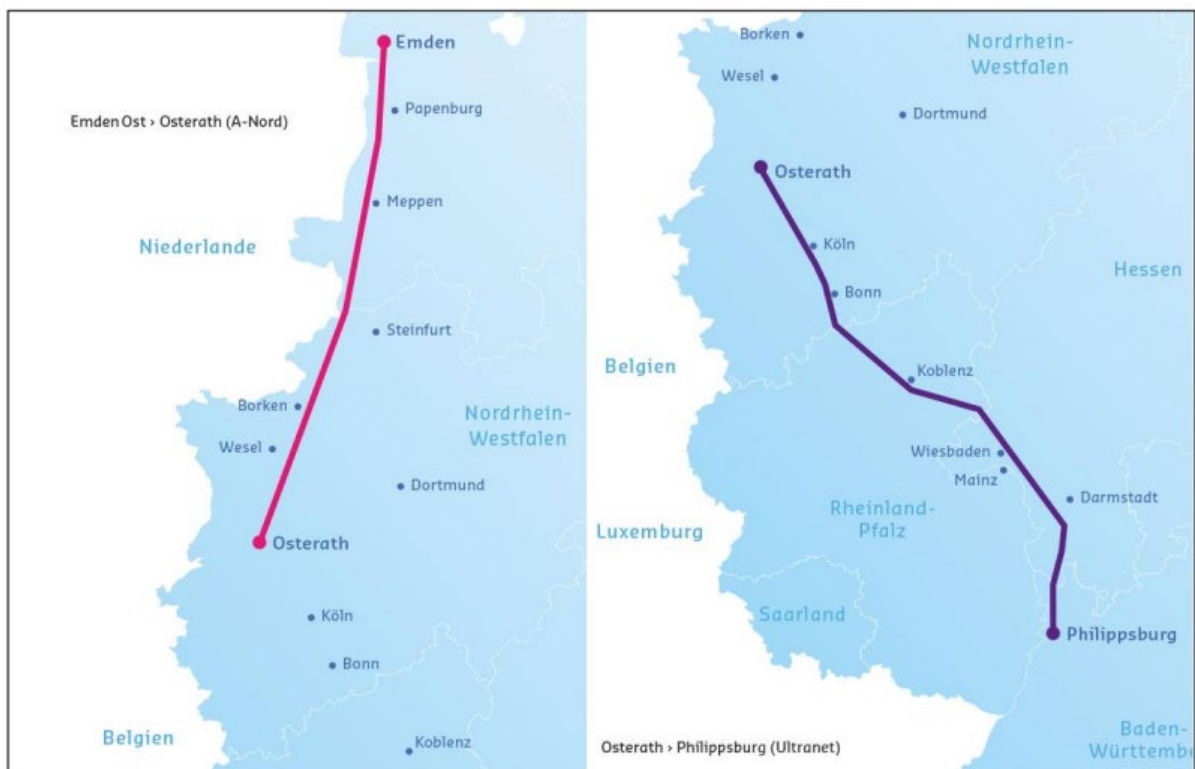 Emden
Papenburg
Emden Ost › Osterath (A-Nord)
Meppen
Niederlande
Steinfurt
Borken
Nordrhein-
Westfalen
Wesel
Dortmund
Osterath
Köln
Bonn
Belgien
Koblenz
Borken
Nordrhein-
Westfalen
Wesel
Dortmund
Osterath
Köln
Hessen
Bonn
Belgien
Koblenz
Wiesbaden
Mainz
Darmstadt
Rheinland-
Pfalz
Luxemburg
Saarland
Philippsburg
Osterath › Philippsburg (Ultranet)
Baden-
Württembe